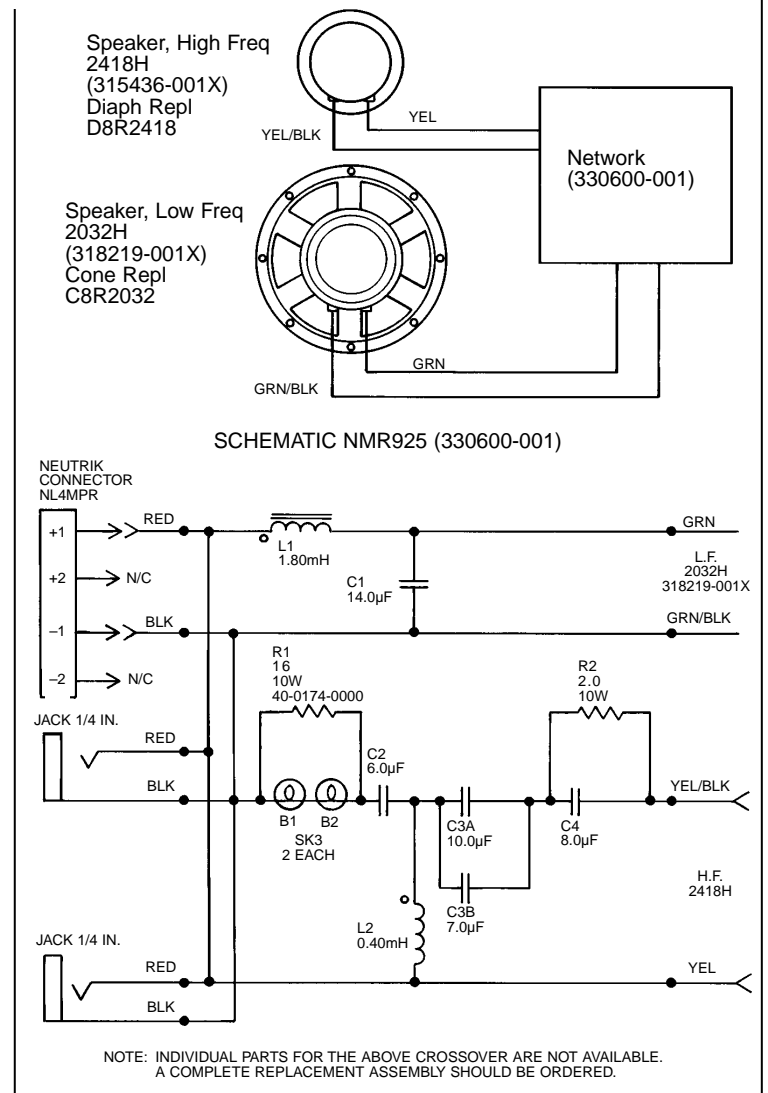 Speaker, High Freq
2418H
(315436-001X)
Diaph Repl
D8R2418
YEL/BLK
YEL
Network
(330600-001)
Speaker, Low Freq
2032H
(318219-001X)
Cone Repl
C8R2032
GRN
GRN/BLK
SCHEMATIC NMR925 (330600-001)
NEUTRIK
CONNECTOR
NL4MPR
+1
RED
L1
1.80mH
GRN
+2
N/C
C1
14.0µF
L.F.
2032H
318219-001X
–1
BLK
GRN/BLK
–2
N/C
R1
16
10W
40-0174-0000
R2
2.0
10W
JACK 1/4 IN.
RED
BLK
B1
B2
SK3
2 EACH
C2
6.0µF
C3A
10.0µF
C3B
7.0µF
C4
8.0µF
YEL/BLK
H.F.
2418H
L2
0.40mH
JACK 1/4 IN.
RED
BLK
YEL
NOTE: INDIVIDUAL PARTS FOR THE ABOVE CROSSOVER ARE NOT AVAILABLE.
A COMPLETE REPLACEMENT ASSEMBLY SHOULD BE ORDERED.